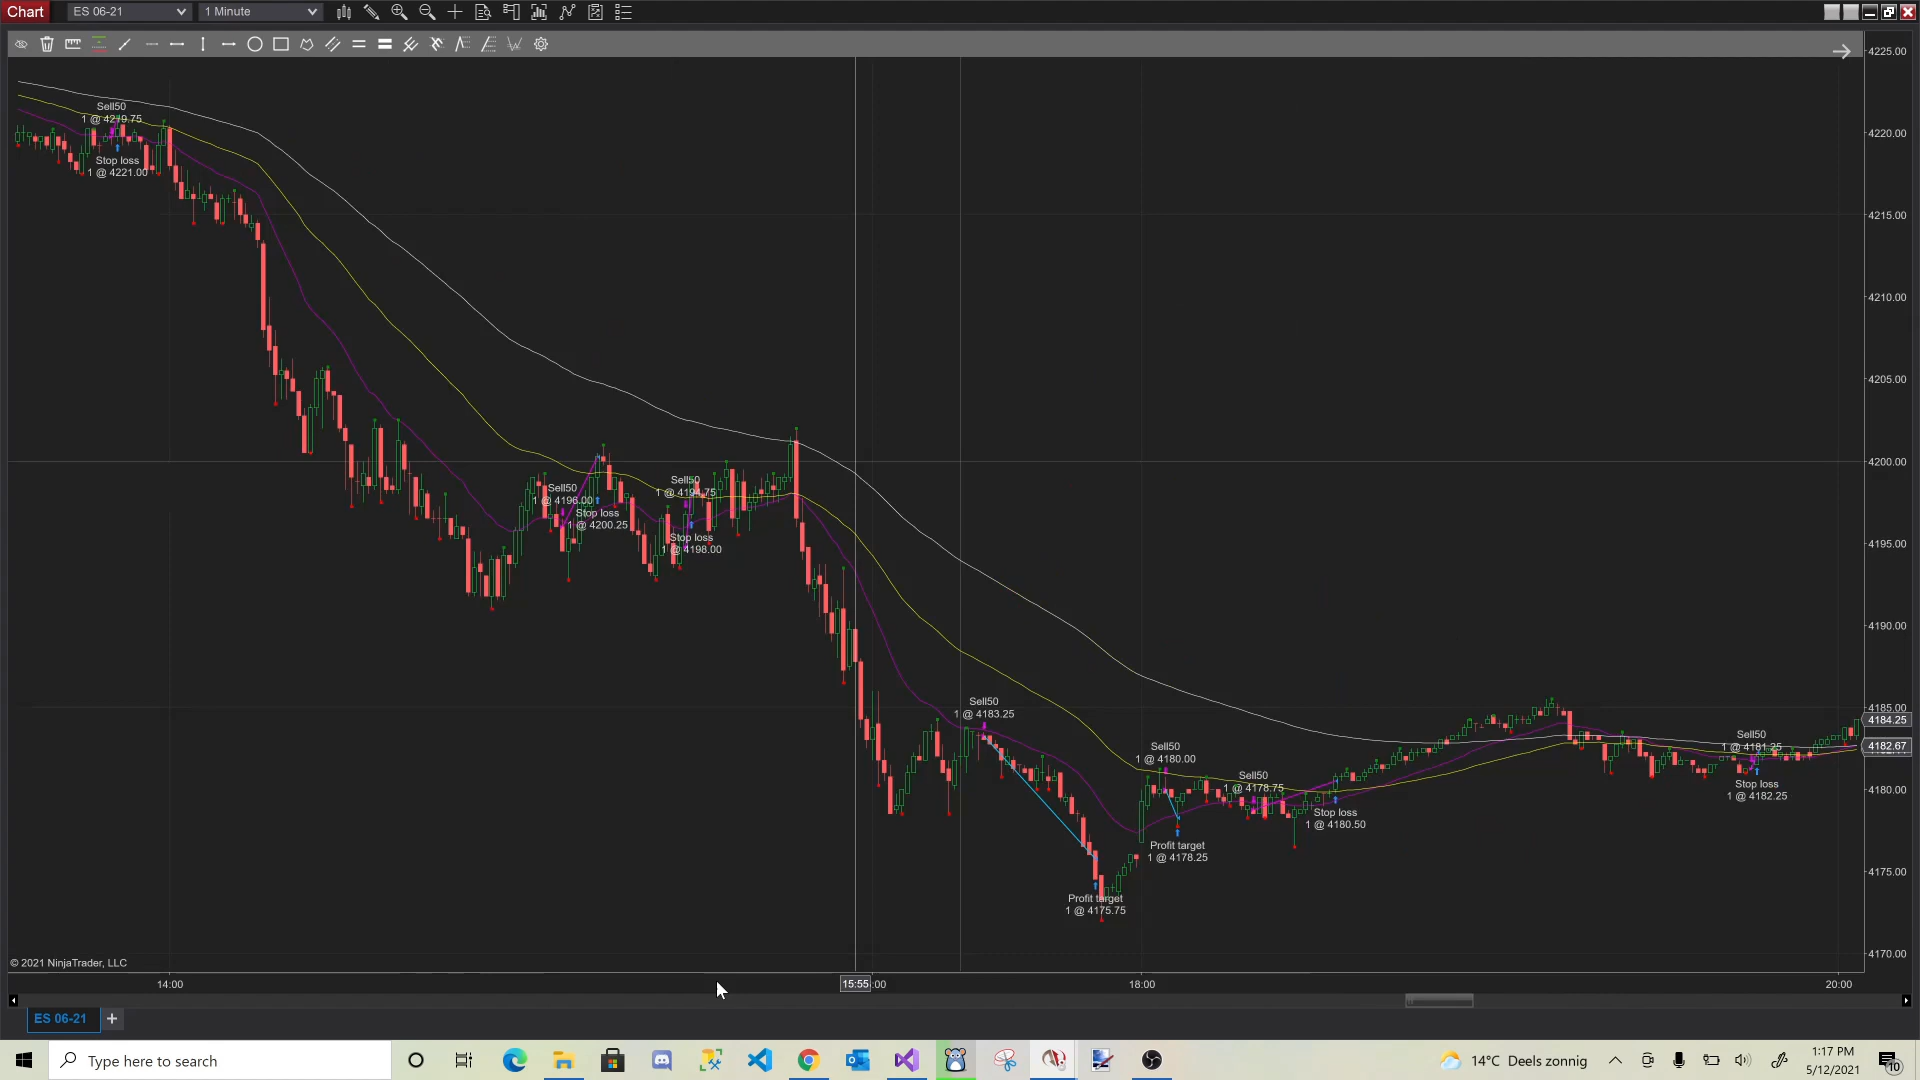 Chart
ES 06-21
1 Minute
4225.00
4220.00
4215.00
4210.00
4205.00
4200.00
4195.00
4190.00
4185.00
4184.25
4182.67
4180.00
4175.00
4170.00
Sell50
1 @ 4219.75
Stop loss
1 @ 4221.00
Sell50
1 @ 4196.00
Stop loss
1 @ 4200.25
Sell50
1 @ 4194.75
Stop loss
1 @ 4198.00
Sell50
1 @ 4183.25
Profit target
1 @ 4175.75
Sell50
1 @ 4180.00
Profit target
1 @ 4178.25
Sell50
1 @ 4178.75
Stop loss
1 @ 4180.50
Sell50
1 @ 4181.25
Stop loss
1 @ 4182.25
© 2021 NinjaTrader, LLC
14:00
15:55
:00
18:00
20:00
ES 06-21
Type here to search
14°C Deels zonnig
1:17 PM
5/12/2021
10